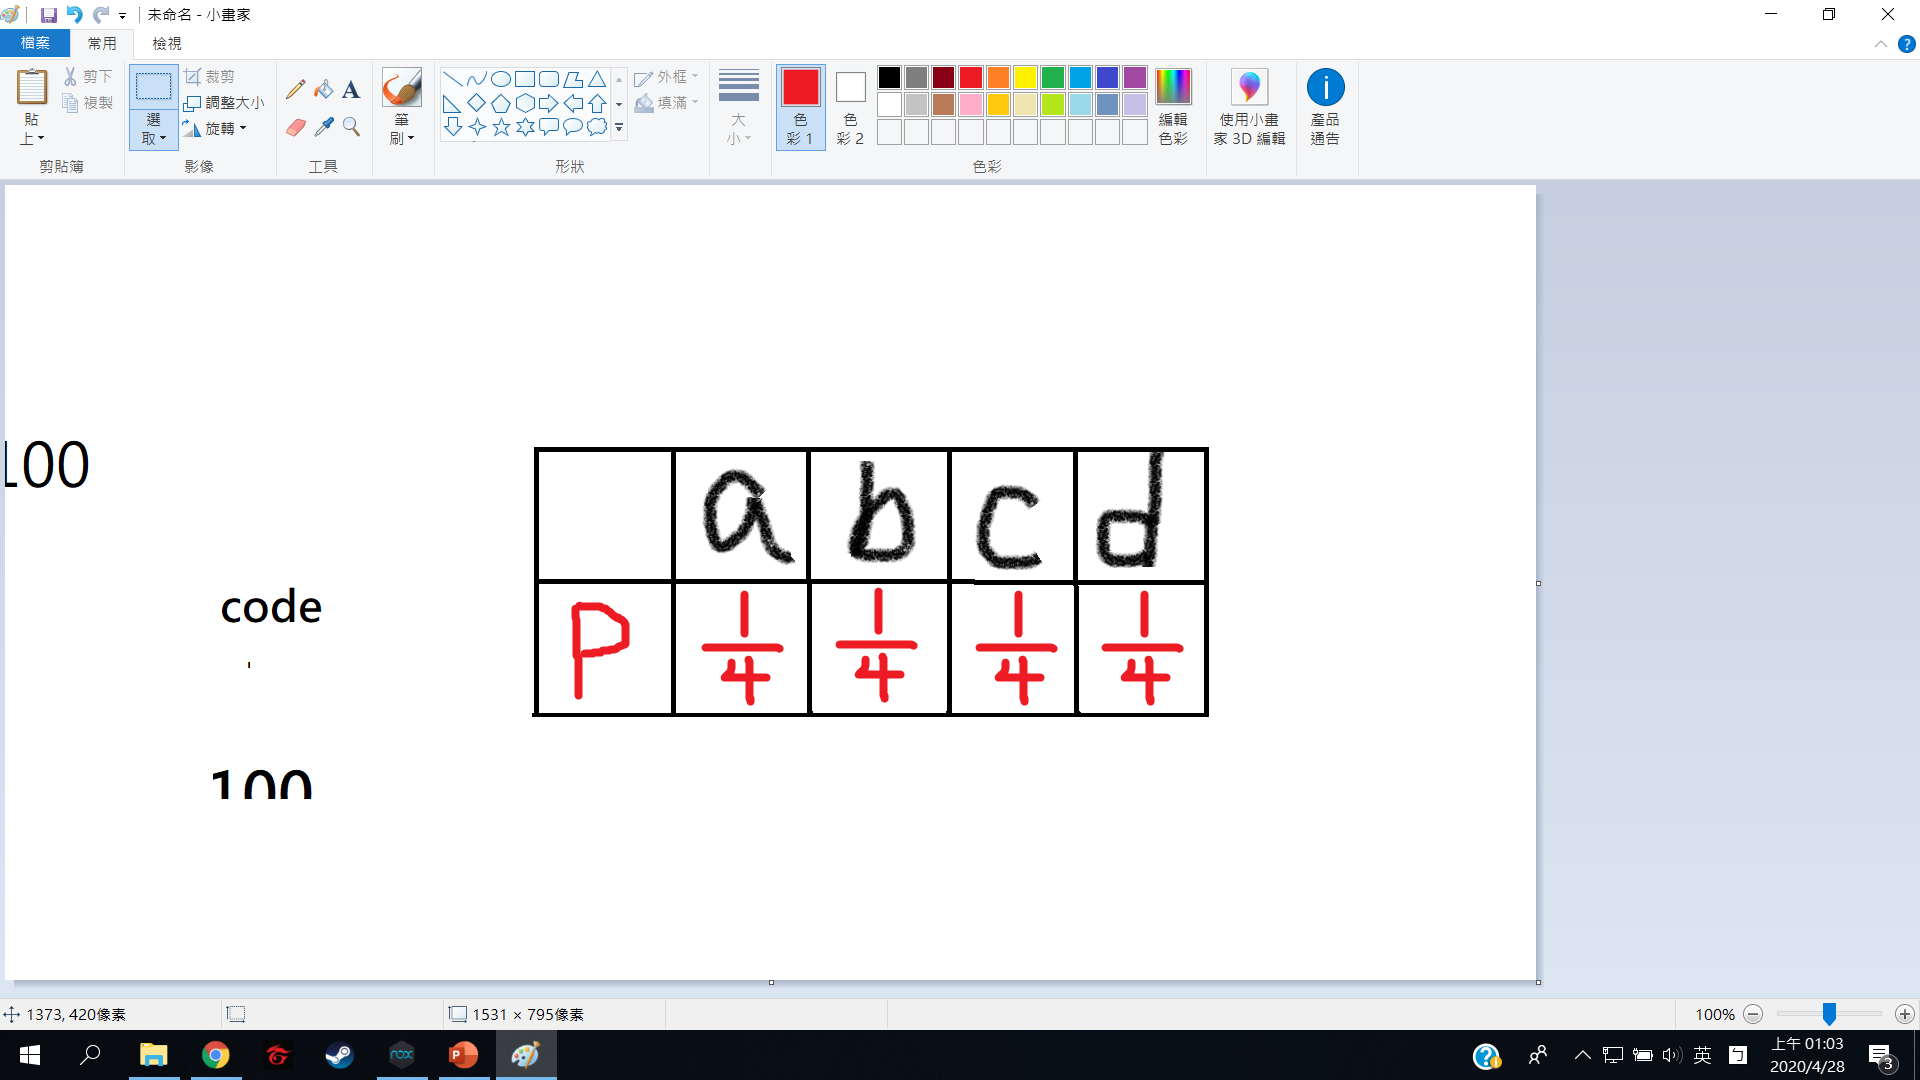 未命名 - 小畫家
檔案 常用 檢視
貼上 剪下 複製
剪貼簿
選取 裁剪 調整大小 旋轉
影像
A
工具
筆刷
外框 填滿
形狀
大小
色彩 1 色彩 2
編輯色彩
色彩
使用小畫家 3D 編輯
產品通告
100
code
100
a b c d
P 1/4 1/4 1/4 1/4
1373, 420像素 1531 × 795像素 100%
nox P 英 ㄅ 上午 01:03
2020/4/28 3